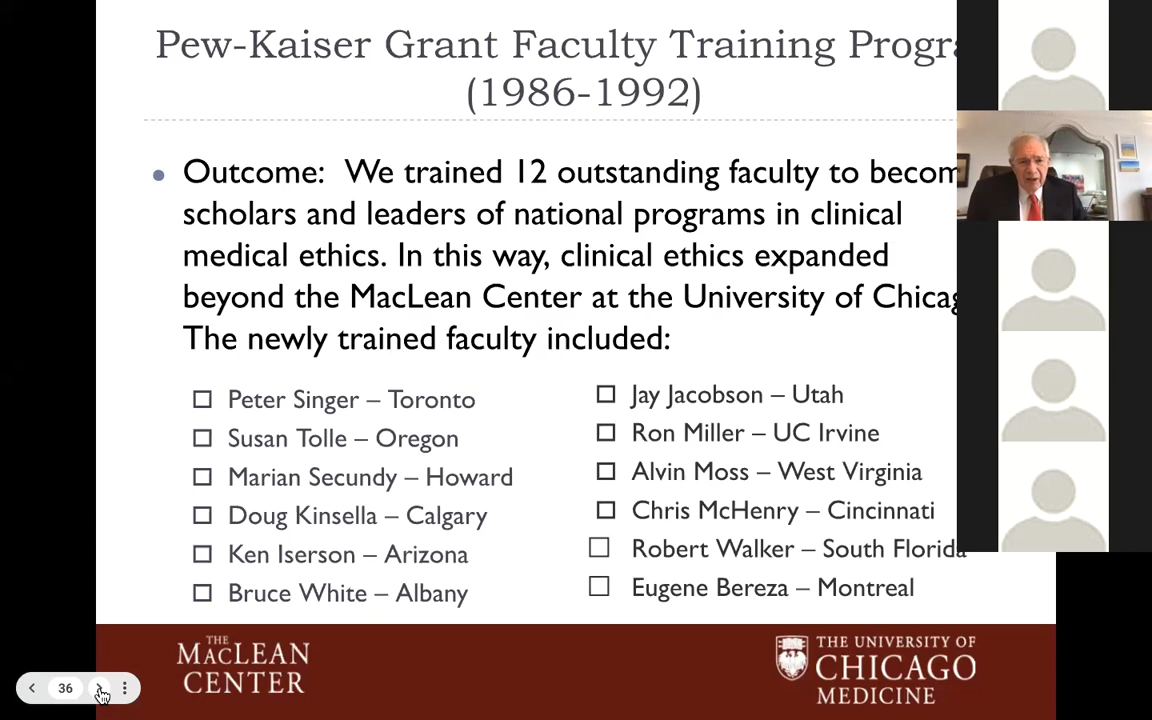 Pew-Kaiser Grant Faculty Training Progra
(1986-1992)
• Outcome: We trained 12 outstanding faculty to becom
scholars and leaders of national programs in clinical
medical ethics. In this way, clinical ethics expanded
beyond the MacLean Center at the University of Chicag
The newly trained faculty included:
Peter Singer – Toronto
Susan Tolle – Oregon
Marian Secundy – Howard
Doug Kinsella – Calgary
Ken Iserson – Arizona
Bruce White – Albany
Jay Jacobson – Utah
Ron Miller – UC Irvine
Alvin Moss – West Virginia
Chris McHenry – Cincinnati
Robert Walker – South Florida
Eugene Bereza – Montreal
THE
MACLEAN
CENTER
THE UNIVERSITY OF
CHICAGO
MEDICINE
36